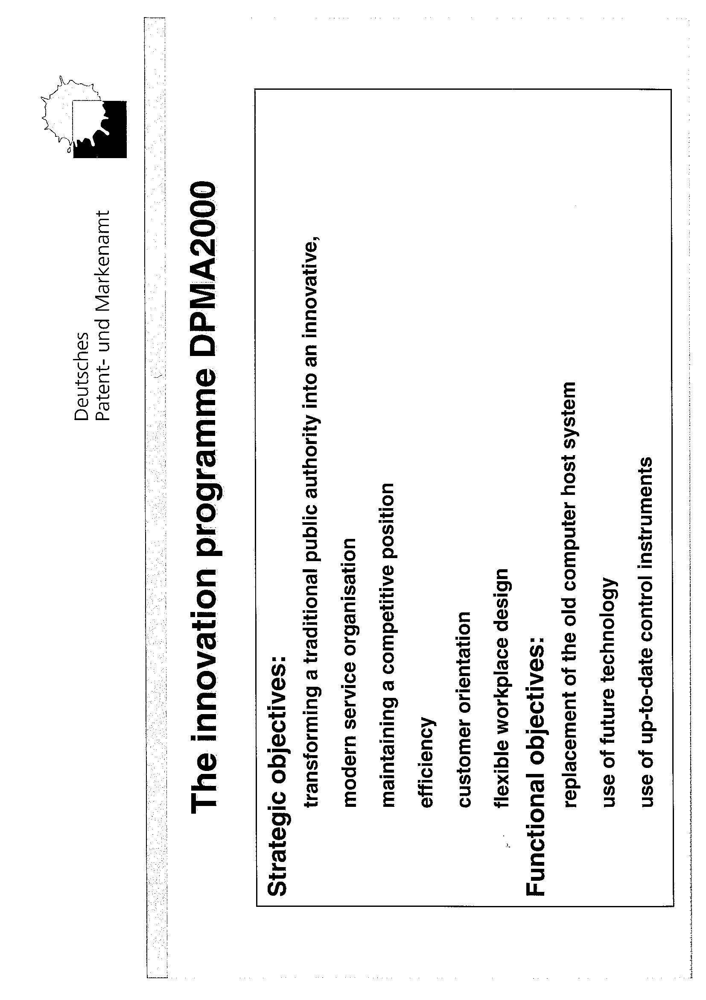 Deutsches
Patent- und Markenamt
The innovation programme DPMA2000
Strategic objectives:
transforming a traditional public authority into an innovative,
modern service organisation
maintaining a competitive position
efficiency
customer orientation
flexible workplace design
Functional objectives:
replacement of the old computer host system
use of future technology
use of up-to-date control instruments